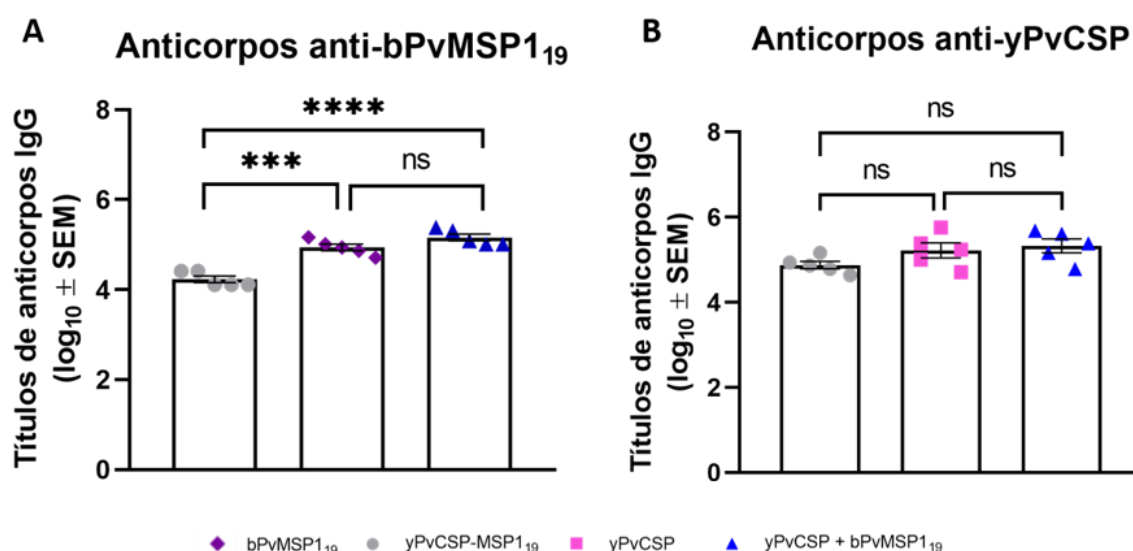 A
Anticorpos anti-bPvMSP1₁₉
Títulos de anticorpos IgG
(log₁₀ ± SEM)
8
6
4
2
0
****
***
ns
B
Anticorpos anti-yPvCSP
Títulos de anticorpos IgG
(log₁₀ ± SEM)
8
6
4
2
0
ns
ns
ns
bPvMSP1₁₉ yPvCSP-MSP1₁₉ yPvCSP yPvCSP + bPvMSP1₁₉